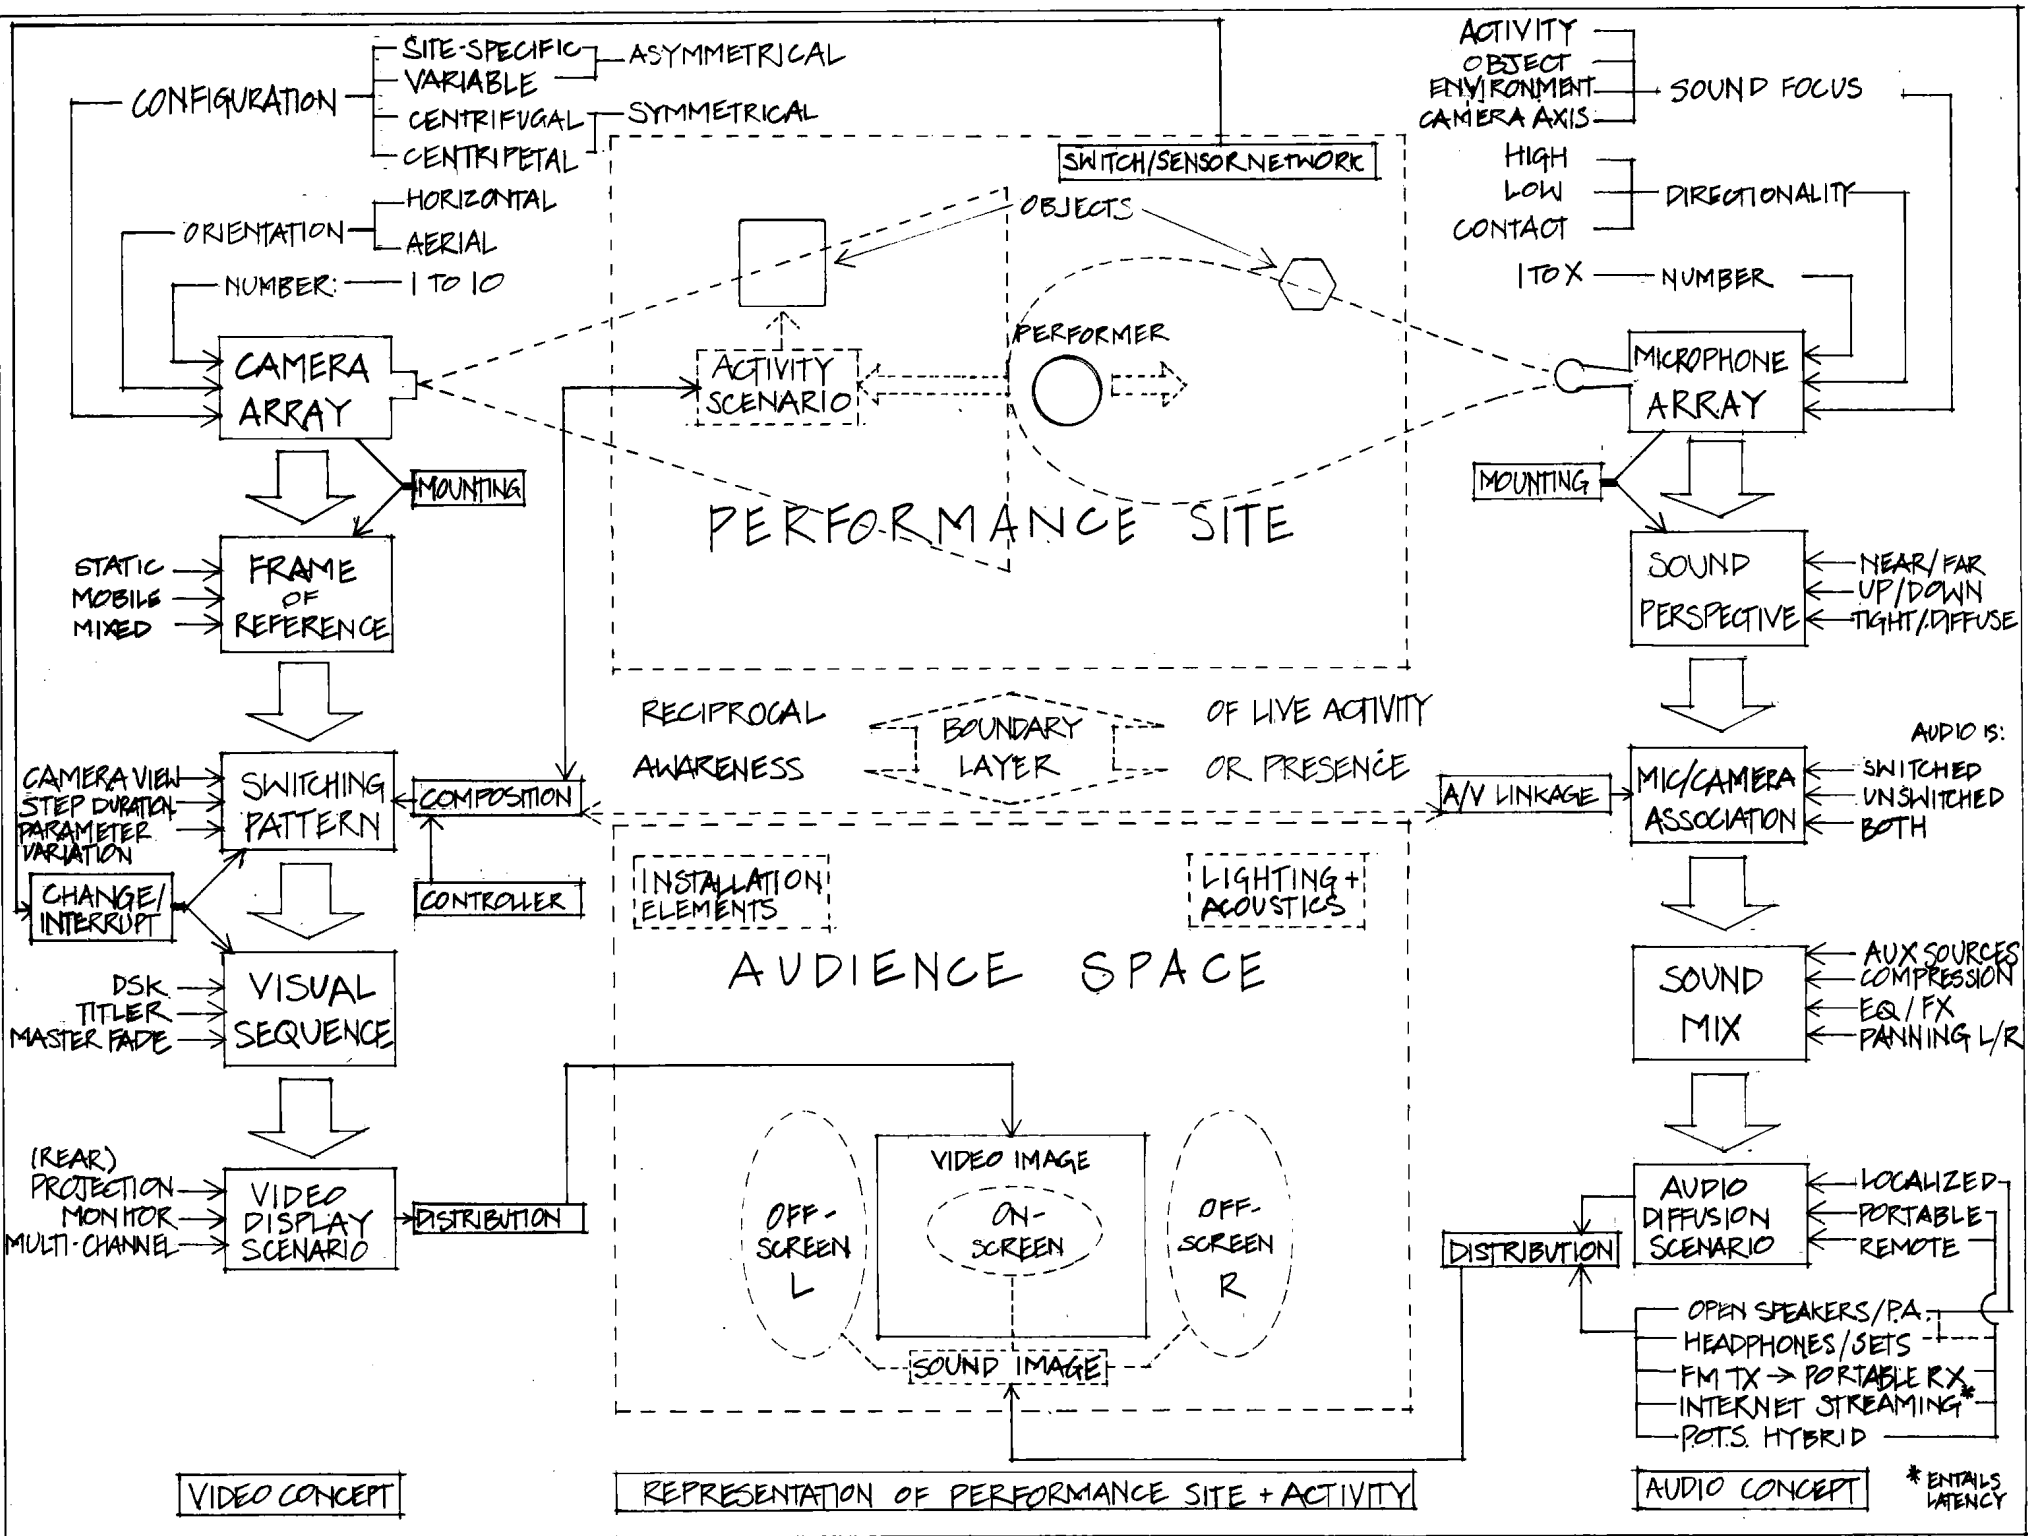 CONFIGURATION
SITE-SPECIFIC
VARIABLE
ASYMMETRICAL
CENTRIFUGAL
CENTRIPETAL
SYMMETRICAL
ORIENTATION
HORIZONTAL
AERIAL
NUMBER:
1 TO 10
CAMERA
ARRAY
MOUNTING
STATIC
MOBILE
MIXED
FRAME
OF
REFERENCE
CAMERA VIEW
STEP DURATION
PARAMETER
VARIATION
SWITCHING
PATTERN
COMPOSITION
CONTROLLER
CHANGE/
INTERRUPT
DSK
TITLER
MASTER FADE
VISUAL
SEQUENCE
(REAR)
PROJECTION
MONITOR
MULTI-CHANNEL
VIDEO
DISPLAY
SCENARIO
DISTRIBUTION
VIDEO CONCEPT
SWITCH/SENSOR NETWORK
OBJECTS
PERFORMER
ACTIVITY
SCENARIO
PERFORMANCE SITE
RECIPROCAL
AWARENESS
BOUNDARY
LAYER
OF LIVE ACTIVITY
OR PRESENCE
INSTALLATION
ELEMENTS
LIGHTING +
ACOUSTICS
AUDIENCE SPACE
VIDEO IMAGE
OFF-
SCREEN
L
ON-
SCREEN
OFF-
SCREEN
R
SOUND IMAGE
REPRESENTATION OF PERFORMANCE SITE + ACTIVITY
ACTIVITY
OBJECT
ENVIRONMENT
CAMERA AXIS
SOUND FOCUS
HIGH
LOW
CONTACT
DIRECTIONALITY
1 TO X
NUMBER
MICROPHONE
ARRAY
MOUNTING
SOUND
PERSPECTIVE
NEAR/FAR
UP/DOWN
TIGHT/DIFFUSE
A/V LINKAGE
MIC/CAMERA
ASSOCIATION
AUDIO IS:
SWITCHED
UNSWITCHED
BOTH
SOUND
MIX
AUX SOURCES
COMPRESSION
EQ/FX
PANNING L/R
AUDIO
DIFFUSION
SCENARIO
LOCALIZED
PORTABLE
REMOTE
DISTRIBUTION
OPEN SPEAKERS/P.A.
HEADPHONES/SETS
FM TX → PORTABLE RX
INTERNET STREAMING*
P.O.T.S. HYBRID
AUDIO CONCEPT
* ENTAILS
LATENCY